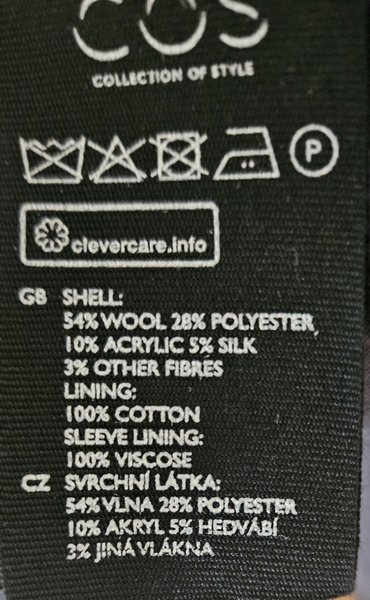 COS
COLLECTION OF STYLE
P
clevercare.info
GB SHELL:
54% WOOL 28% POLYESTER
10% ACRYLIC 5% SILK
3% OTHER FIBRES
LINING:
100% COTTON
SLEEVE LINING:
100% VISCOSE
CZ SVRCHNÍ LÁTKA:
54% VLNA 28% POLYESTER
10% AKRYL 5% HEDVÁBÍ
3% JINÁ VLÁKNA